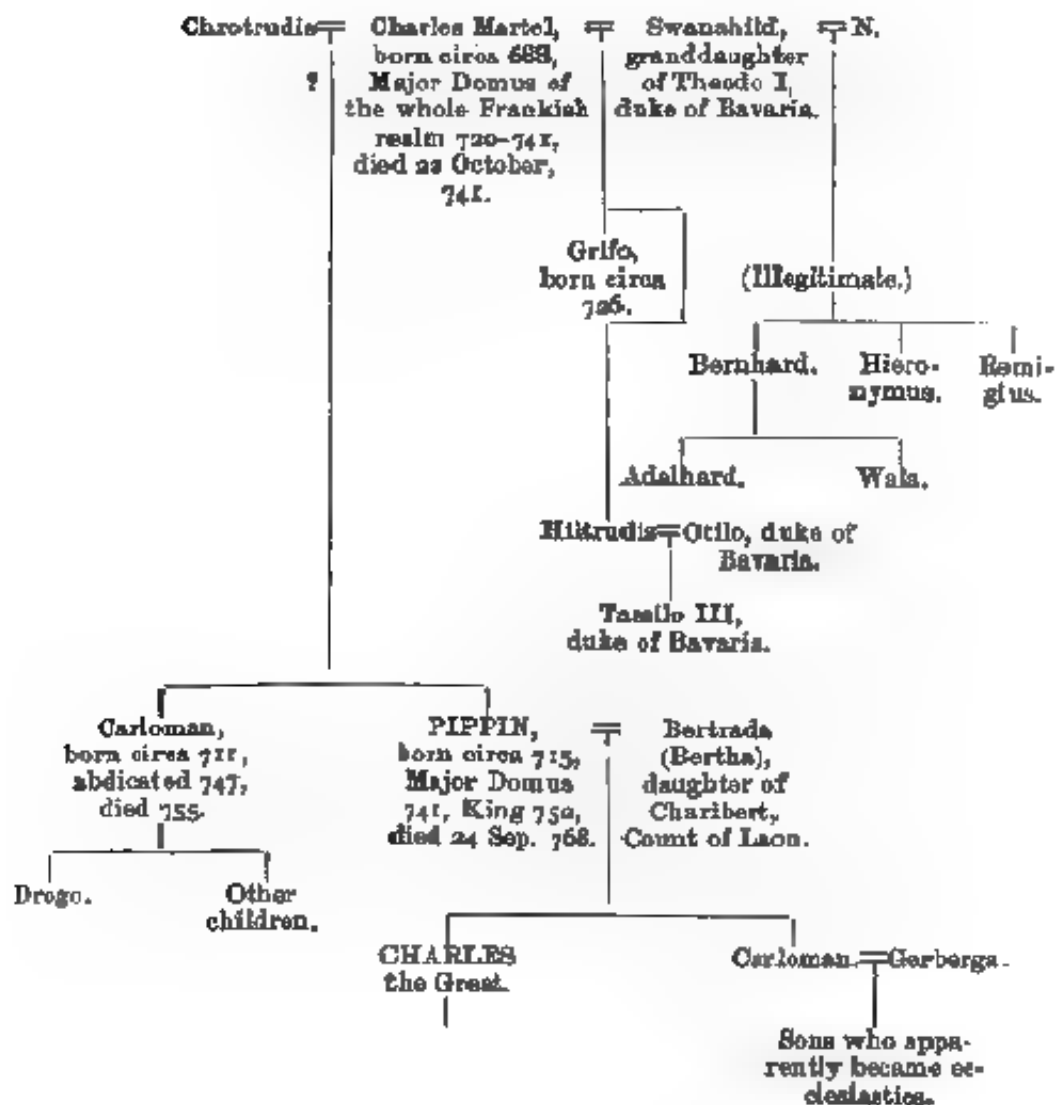 Chrotrudis = Charles Martel, = Swanahild, = N.
born circa 688, granddaughter
? Major Domus of of Theodo I,
the whole Frankish duke of Bavaria.
realm 720–741,
died 22 October,
741.
Grifo,
born circa
726.
(Illegitimate.)
Bernhard. Hiero- Remi-
nymus. gius.
Adalhard. Wala.
Hiltrudis = Otilo, duke of
Bavaria.
Tassilo III,
duke of Bavaria.
Carloman, PIPPIN, = Bertrada
born circa 711, born circa 715, (Bertha),
abdicated 747, Major Domus daughter of
died 755. 741, King 752, Charibert,
died 24 Sep. 768. Count of Laon.
Drogo. Other
children.
CHARLES Carloman. = Gerberga.
the Great.
Sons who appa-
rently became ec-
clesiastics.